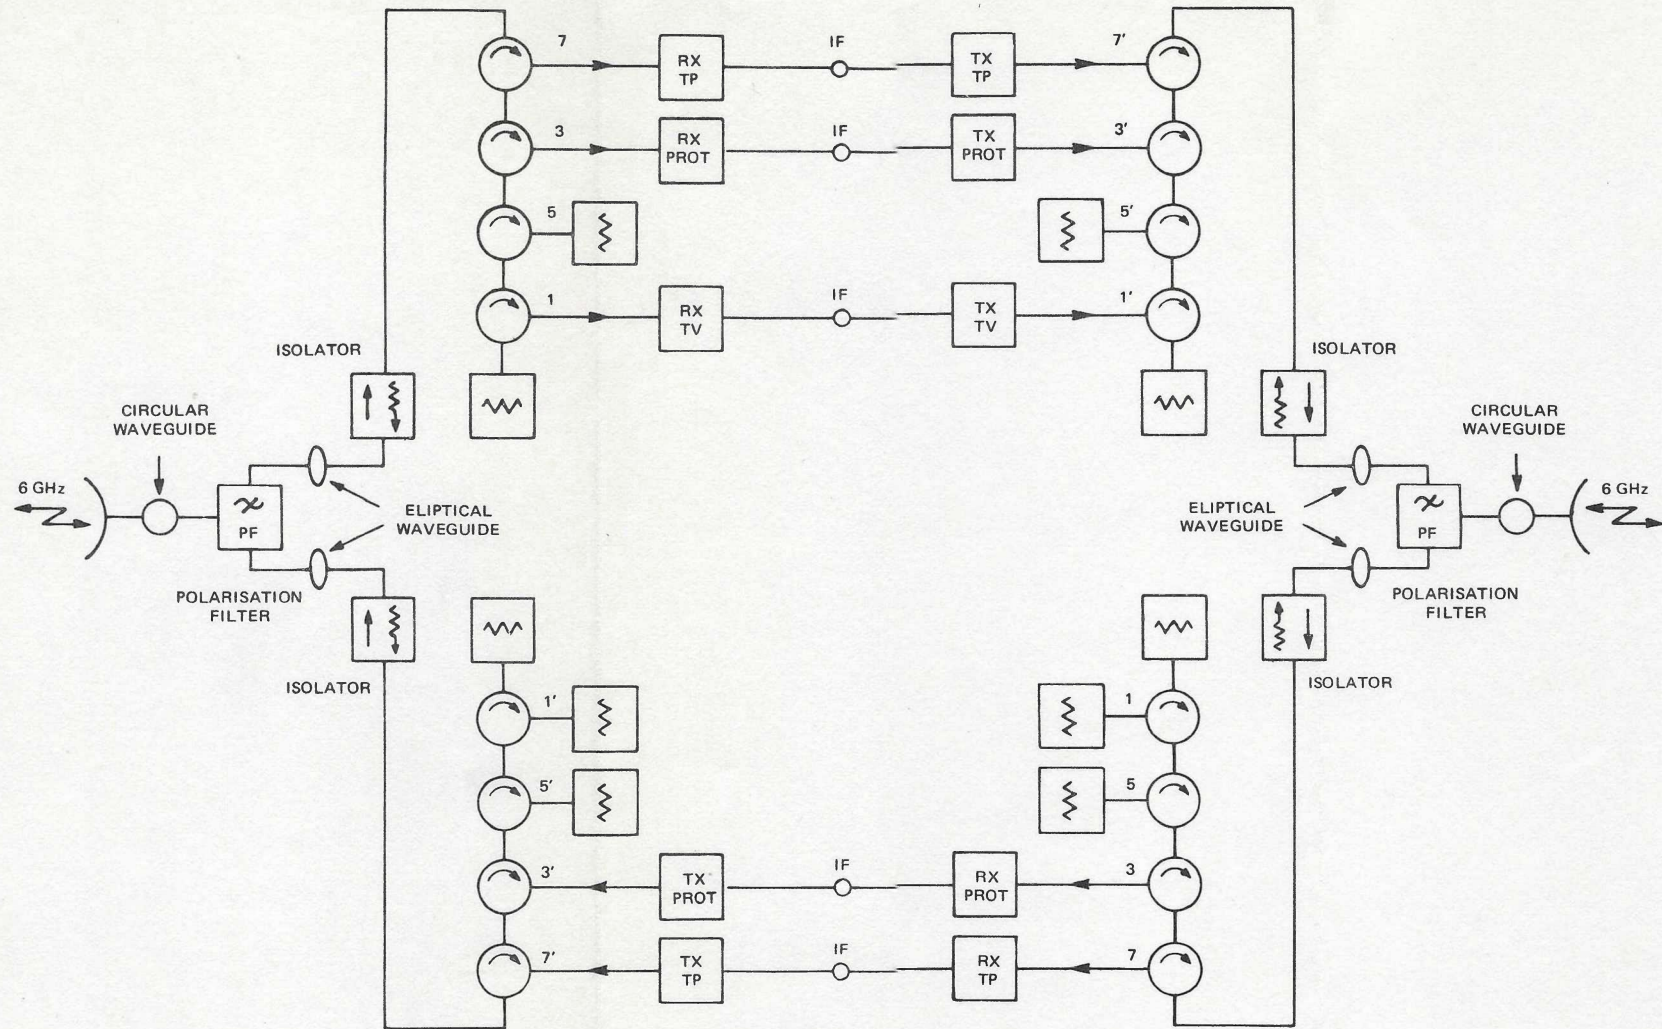 7
RX
TP
IF
TX
TP
7′
3
RX
PROT
IF
TX
PROT
3′
5
5′
1
RX
TV
IF
TX
TV
1′
ISOLATOR
ISOLATOR
CIRCULAR
WAVEGUIDE
CIRCULAR
WAVEGUIDE
6 GHz
PF
ELIPTICAL
WAVEGUIDE
ELIPTICAL
WAVEGUIDE
PF
6 GHz
POLARISATION
FILTER
POLARISATION
FILTER
ISOLATOR
ISOLATOR
1′
1
5′
5
3′
TX
PROT
IF
RX
PROT
3
7′
TX
TP
IF
RX
TP
7